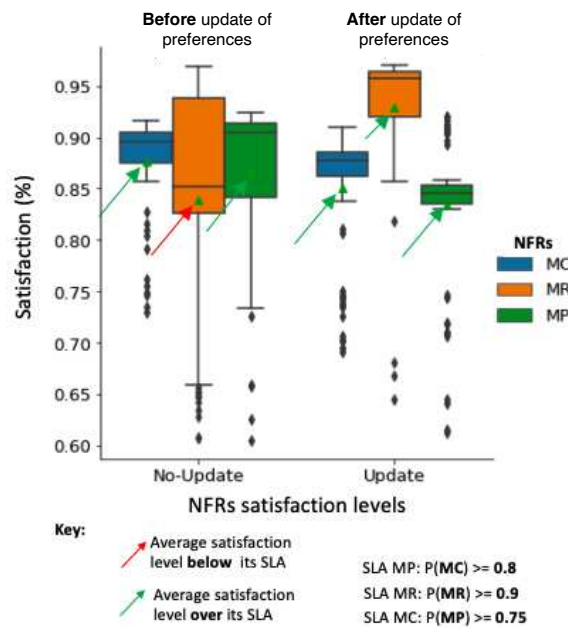 Before update of
preferences
After update of
preferences
0.95
0.90
0.85
0.80
0.75
0.70
0.65
0.60
Satisfaction (%)
NFRs
MC
MR
MP
No-Update
Update
NFRs satisfaction levels
Key:
Average satisfaction
level below its SLA
Average satisfaction
level over its SLA
SLA MP: P(MC) >= 0.8
SLA MR: P(MR) >= 0.9
SLA MC: P(MP) >= 0.75